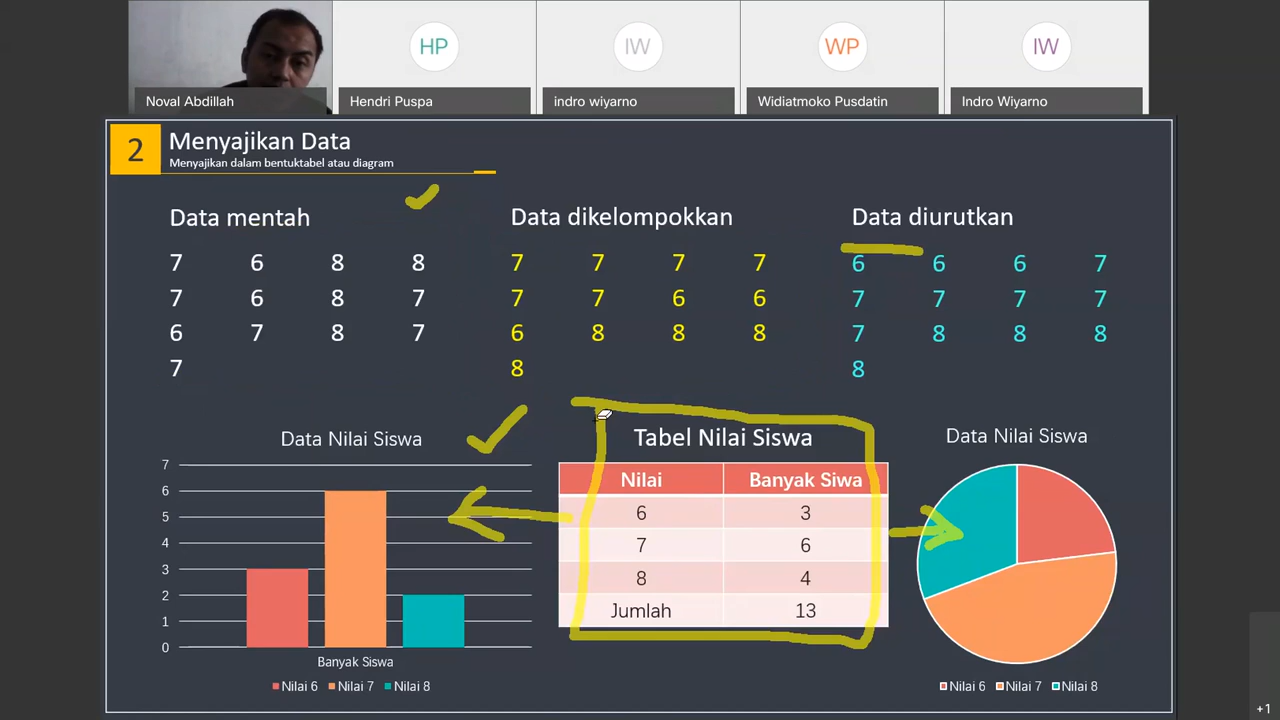 HP
IW
WP
IW
Noval Abdillah
Hendri Puspa
indro wiyarno
Widiatmoko Pusdatin
Indro Wiyarno
2
Menyajikan Data
Menyajikan dalam bentuktabel atau diagram
Data mentah
7 6 8 8
7 6 8 7
6 7 8 7
7
Data dikelompokkan
7 7 7 7
7 7 6 6
6 8 8 8
8
Data diurutkan
6 6 6 7
7 7 7 7
7 8 8 8
8
Data Nilai Siswa
7
6
5
4
3
2
1
0
Banyak Siswa
Nilai 6 Nilai 7 Nilai 8
Tabel Nilai Siswa
Nilai Banyak Siwa
6 3
7 6
8 4
Jumlah 13
Data Nilai Siswa
Nilai 6 Nilai 7 Nilai 8
+1